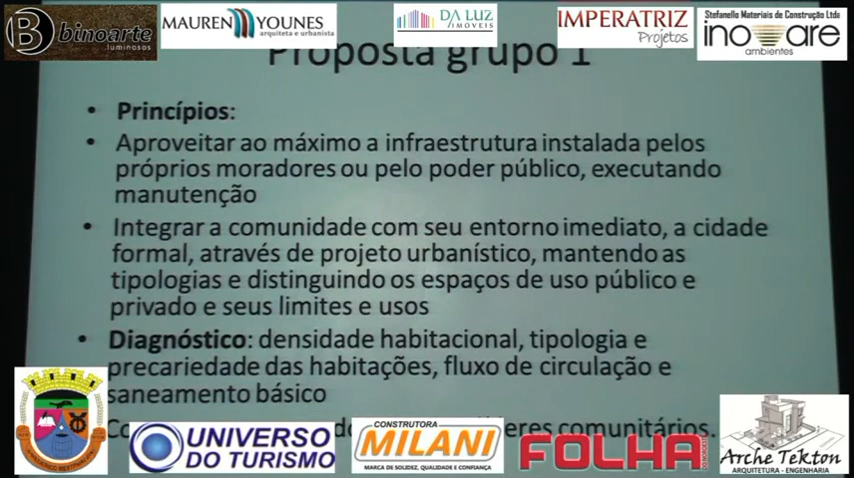 binoarte
luminosos
MAUREN YOUNES
arquiteta e urbanista
DA LUZ
IMÓVEIS
IMPERATRIZ
Projetos
Stefanello Materiais de Construção Ltda
inovare
ambientes
Proposta grupo 1
• Princípios:
• Aproveitar ao máximo a infraestrutura instalada pelos
próprios moradores ou pelo poder público, executando
manutenção
• Integrar a comunidade com seu entorno imediato, a cidade
formal, através de projeto urbanístico, mantendo as
tipologias e distinguindo os espaços de uso público e
privado e seus limites e usos
• Diagnóstico: densidade habitacional, tipologia e
precariedade das habitações, fluxo de circulação e
saneamento básico
comunitários.
UNIVERSO
DO TURISMO
CONSTRUTORA
MILANI
MARCA DE SOLIDEZ, QUALIDADE E CONFIANÇA
FOLHA
Arche Tekton
ARQUITETURA - ENGENHARIA